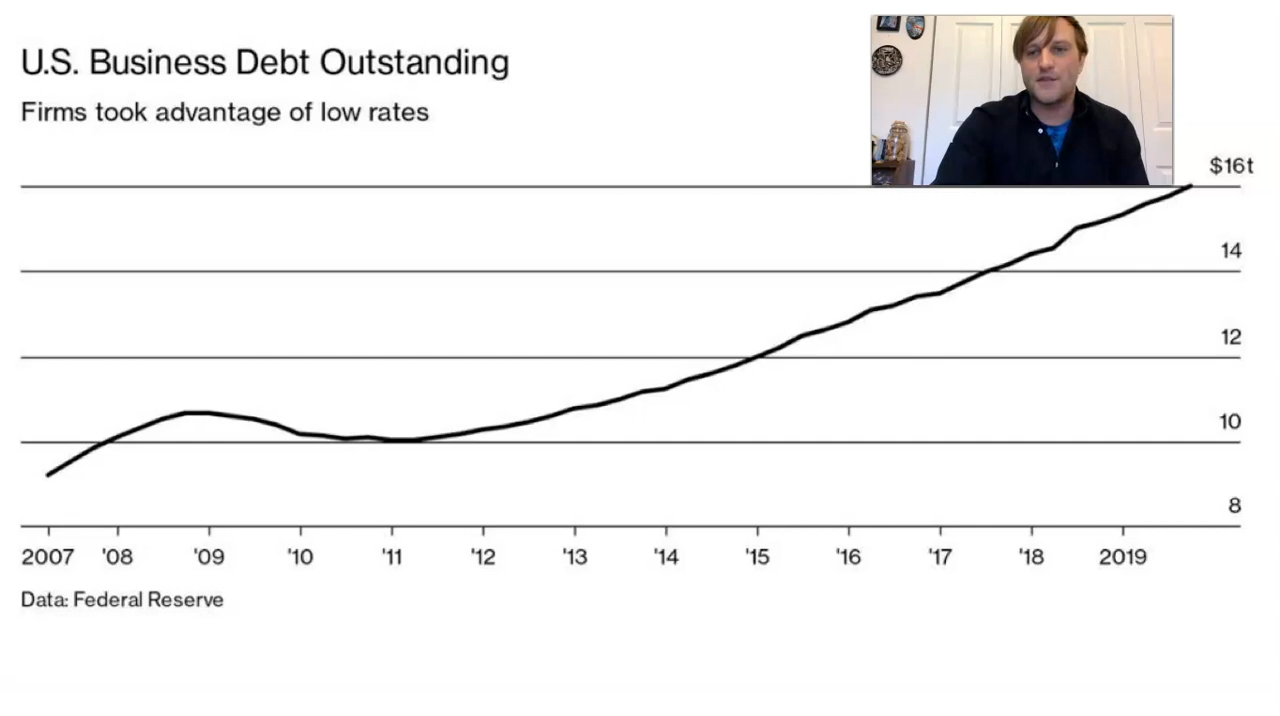 U.S. Business Debt Outstanding
Firms took advantage of low rates
$16t
14
12
10
8
2007 '08 '09 '10 '11 '12 '13 '14 '15 '16 '17 '18 2019
Data: Federal Reserve